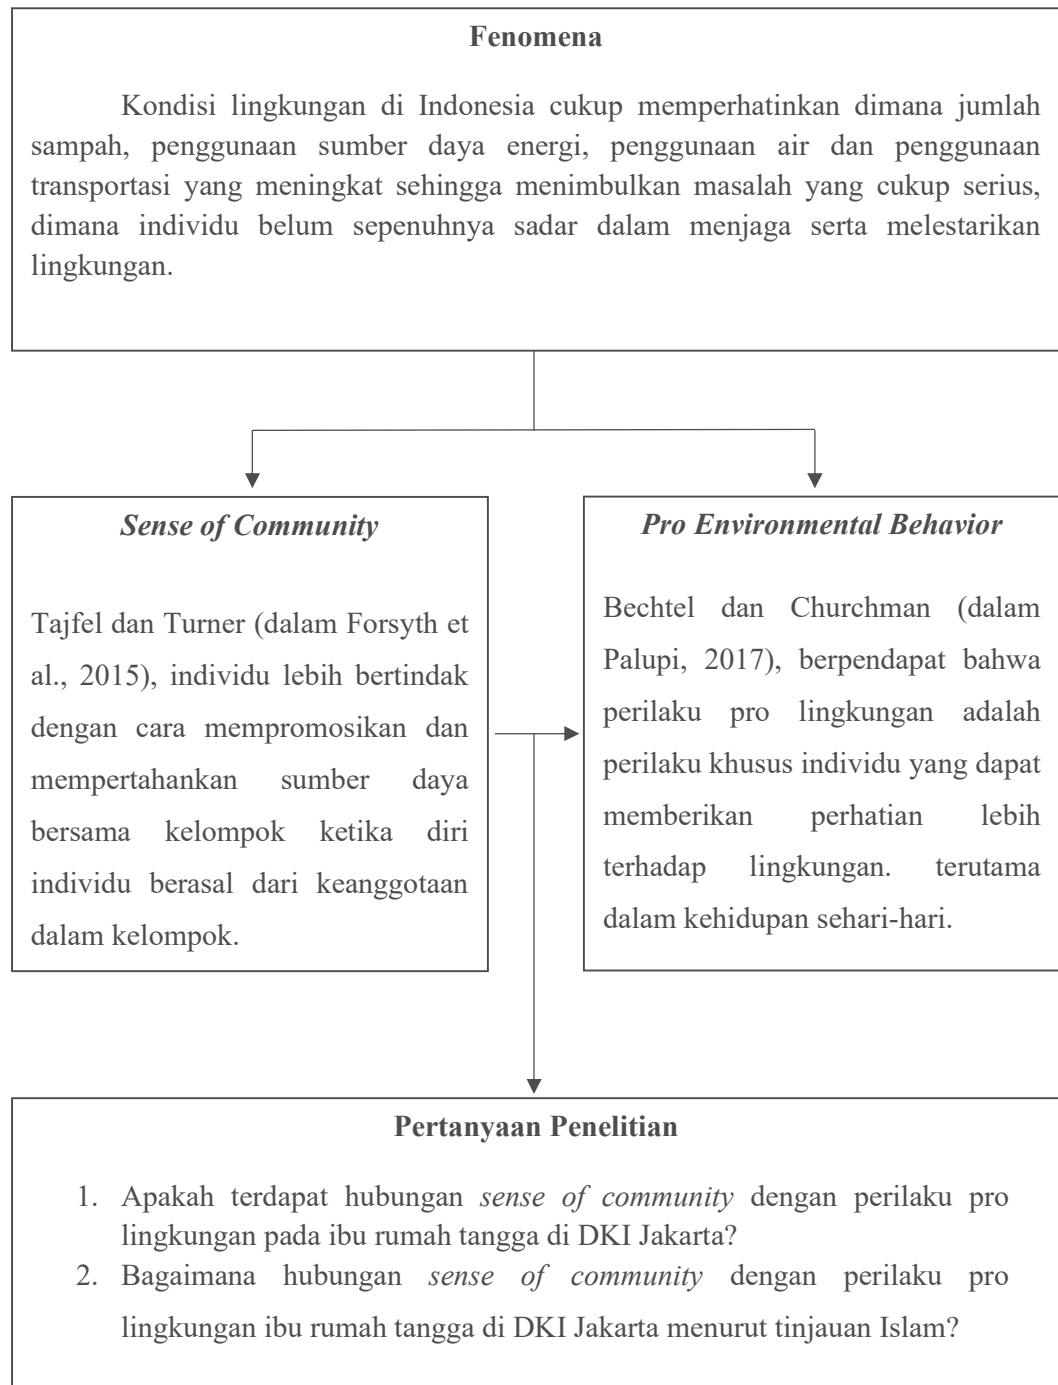 Fenomena
Kondisi lingkungan di Indonesia cukup memperhatinkan dimana jumlah
sampah, penggunaan sumber daya energi, penggunaan air dan penggunaan
transportasi yang meningkat sehingga menimbulkan masalah yang cukup serius,
dimana individu belum sepenuhnya sadar dalam menjaga serta melestarikan
lingkungan.
Sense of Community
Tajfel dan Turner (dalam Forsyth et
al., 2015), individu lebih bertindak
dengan cara mempromosikan dan
mempertahankan sumber daya
bersama kelompok ketika diri
individu berasal dari keanggotaan
dalam kelompok.
Pro Environmental Behavior
Bechtel dan Churchman (dalam
Palupi, 2017), berpendapat bahwa
perilaku pro lingkungan adalah
perilaku khusus individu yang dapat
memberikan perhatian lebih
terhadap lingkungan. terutama
dalam kehidupan sehari-hari.
Pertanyaan Penelitian
1. Apakah terdapat hubungan sense of community dengan perilaku pro
lingkungan pada ibu rumah tangga di DKI Jakarta?
2. Bagaimana hubungan sense of community dengan perilaku pro
lingkungan ibu rumah tangga di DKI Jakarta menurut tinjauan Islam?